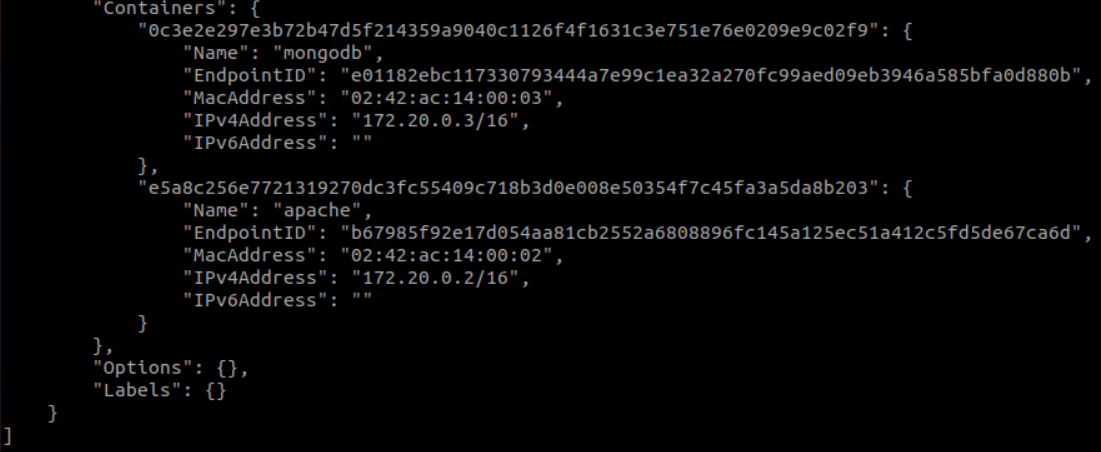 "Containers": {
"0c3e2e297e3b72b47d5f214359a9040c1126f4f1631c3e751e76e0209e9c02f9": {
"Name": "mongodb",
"EndpointID": "e01182ebc117330793444a7e99c1ea32a270fc99aed09eb3946a585bfa0d880b",
"MacAddress": "02:42:ac:14:00:03",
"IPv4Address": "172.20.0.3/16",
"IPv6Address": ""
},
"e5a8c256e7721319270dc3fc55409c718b3d0e008e50354f7c45fa3a5da8b203": {
"Name": "apache",
"EndpointID": "b67985f92e17d054aa81cb2552a6808896fc145a125ec51a412c5fd5de67ca6d",
"MacAddress": "02:42:ac:14:00:02",
"IPv4Address": "172.20.0.2/16",
"IPv6Address": ""
}
},
"Options": {},
"Labels": {}
}
]